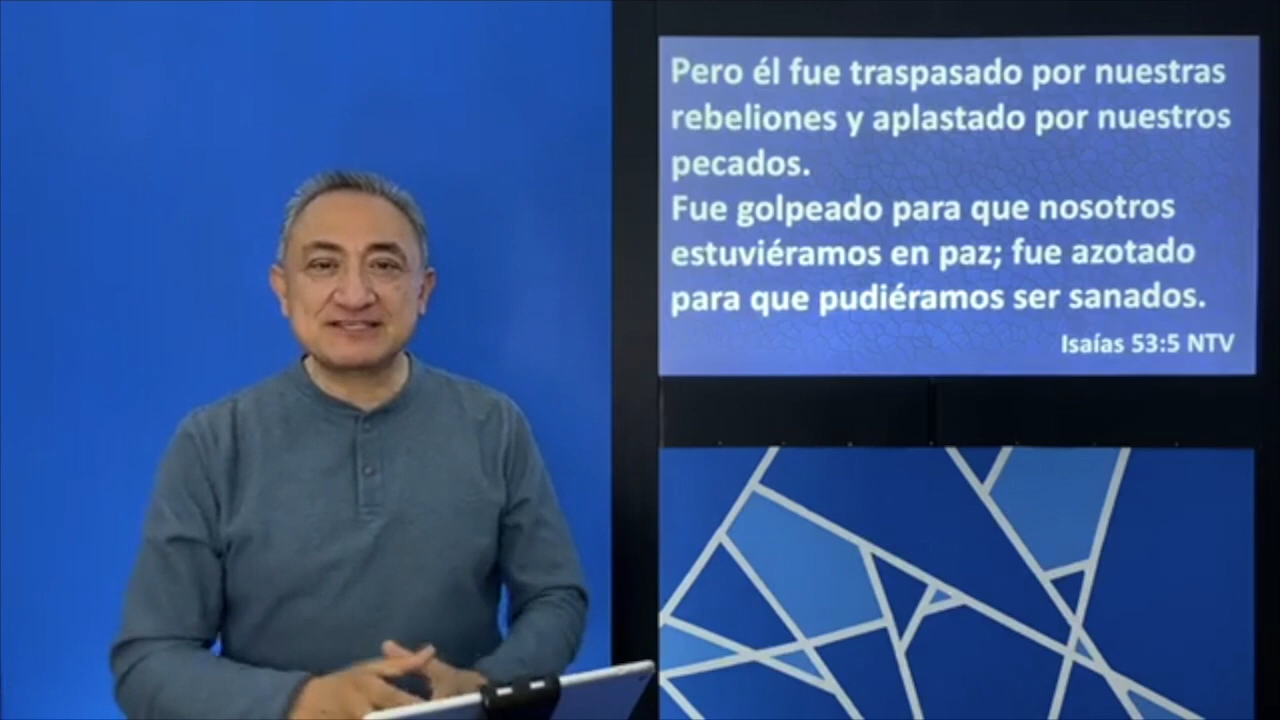 Pero él fue traspasado por nuestras
rebeliones y aplastado por nuestros
pecados.
Fue golpeado para que nosotros
estuviéramos en paz; fue azotado
para que pudiéramos ser sanados.
Isaías 53:5 NTV